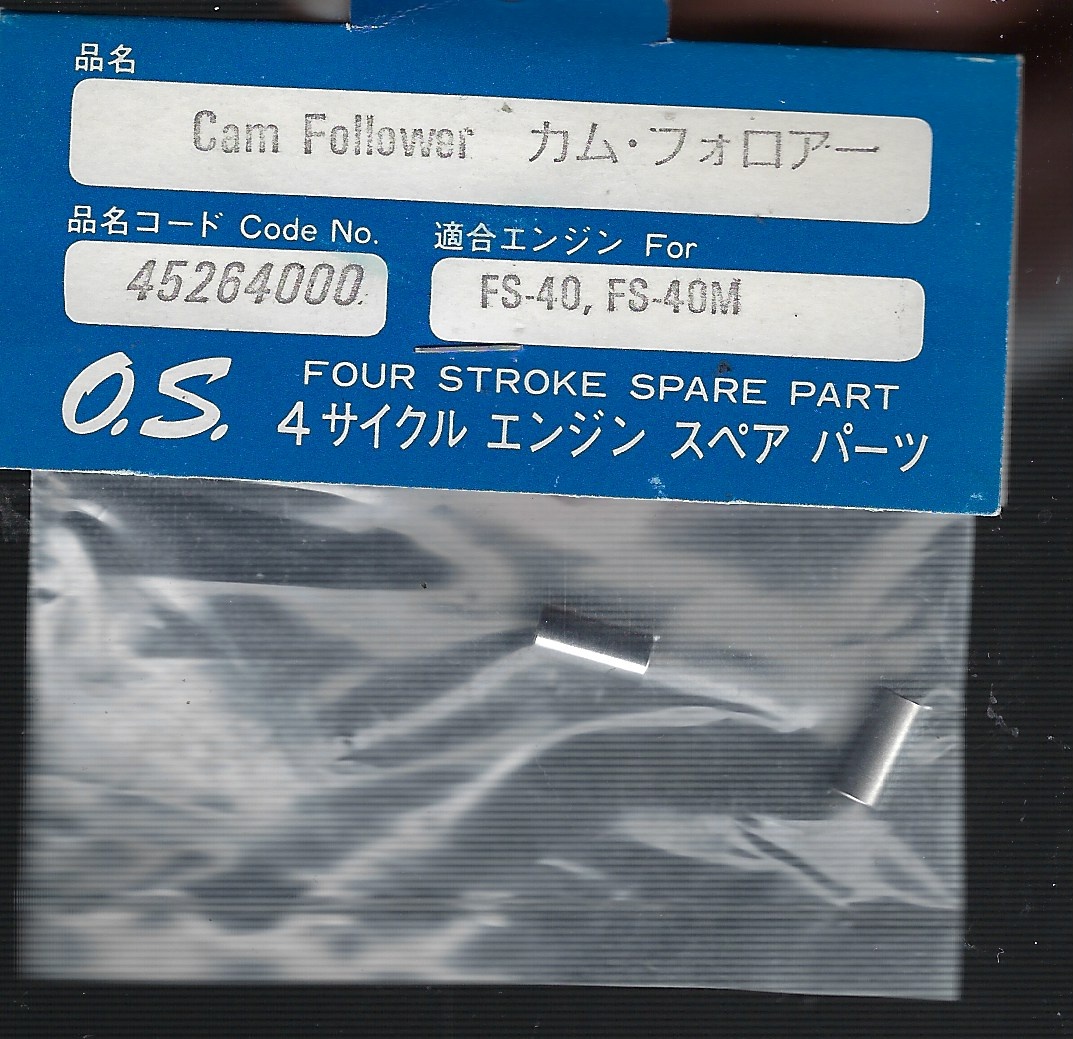 品名
Cam Follower カム・フォロアー
品名コード Code No.
適合エンジン For
45264000
FS-40, FS-40M
O.S.
FOUR STROKE SPARE PART
4サイクル エンジン スペア パーツ